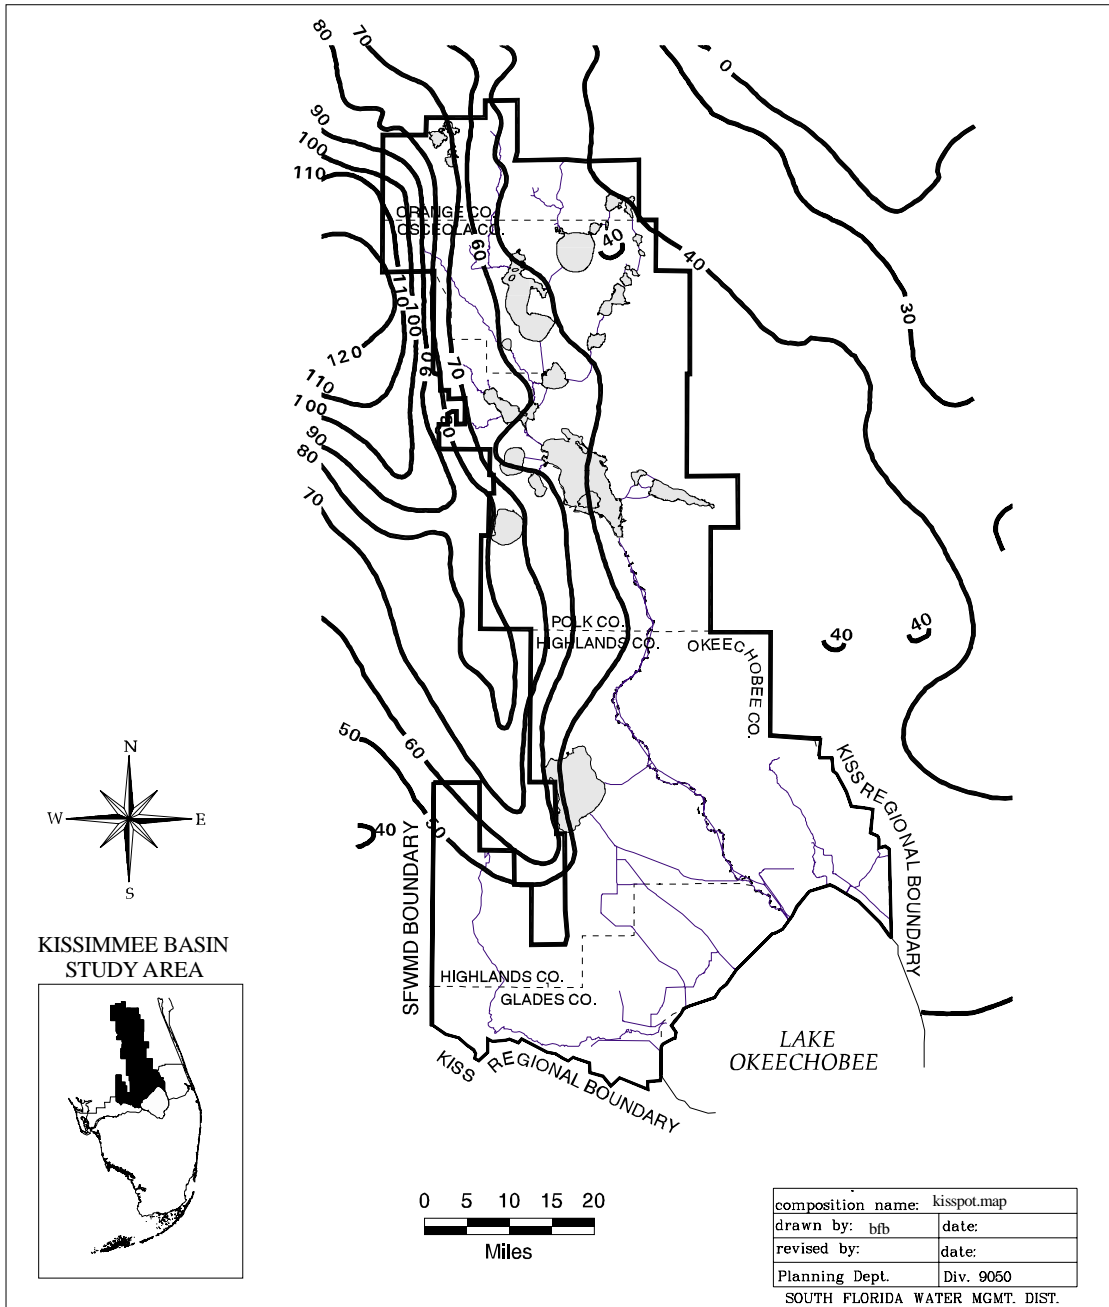 80
70
0
90
100
110
ORANGE CO.
OSCEOLA CO.
60
40
40
110
100
30
120
90
70
110
100
90
80
80
70
POLK CO.
HIGHLANDS CO.
OKEECHOBEE CO.
40
40
50
60
50
40
KISS REGIONAL BOUNDARY
SFWMD BOUNDARY
N
W
E
S
KISSIMMEE BASIN
STUDY AREA
HIGHLANDS CO.
GLADES CO.
KISS REGIONAL BOUNDARY
LAKE
OKEECHOBEE
0 5 10 15 20
Miles
composition name: kisspot.map
drawn by: bfb date:
revised by: date:
Planning Dept. Div. 9050
SOUTH FLORIDA WATER MGMT. DIST.